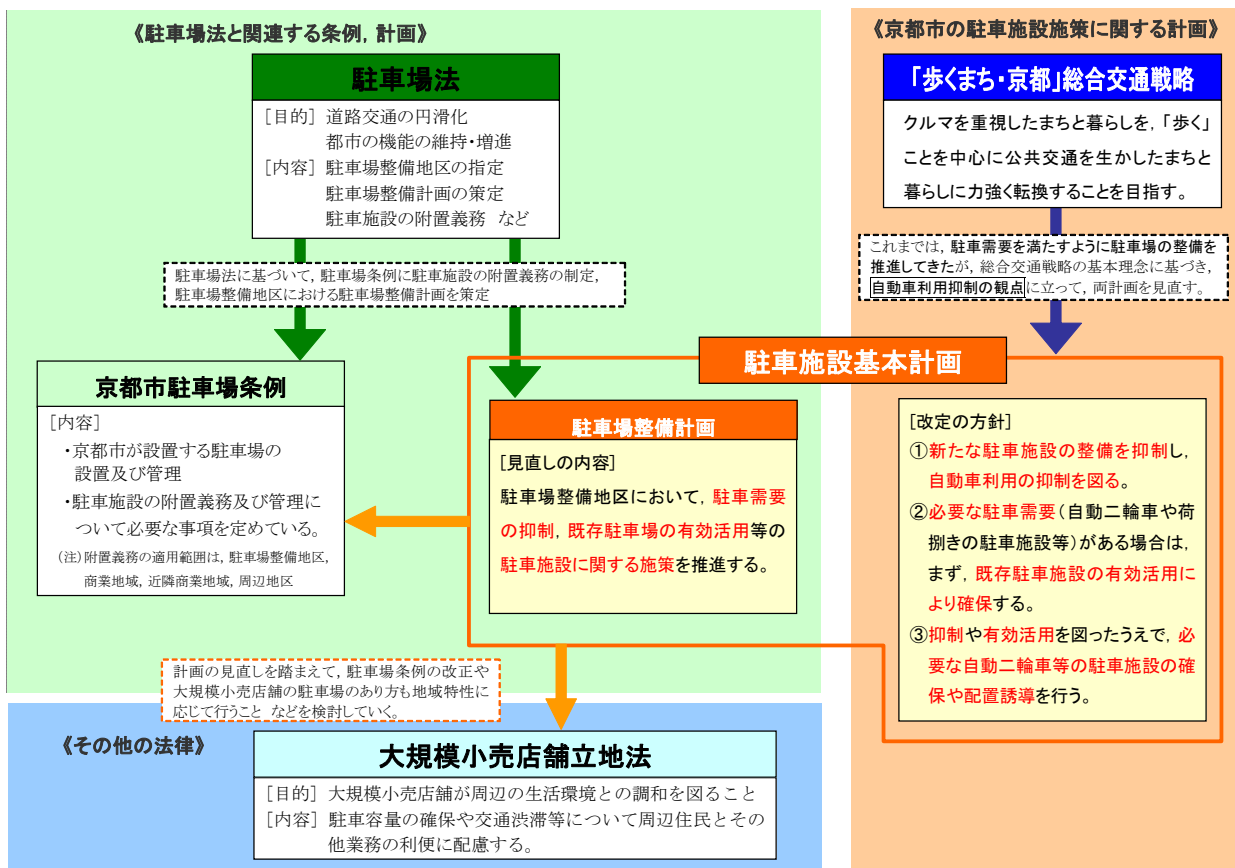 《駐車場法と関連する条例, 計画》
駐車場法
［目的］ 道路交通の円滑化
都市の機能の維持・増進
［内容］ 駐車場整備地区の指定
駐車場整備計画の策定
駐車施設の附置義務 など
駐車場法に基づいて, 駐車場条例に駐車施設の附置義務の制定,
駐車場整備地区における駐車場整備計画を策定
京都市駐車場条例
［内容］
・京都市が設置する駐車場の
設置及び管理
・駐車施設の附置義務及び管理に
ついて必要な事項を定めている。
（注）附置義務の適用範囲は, 駐車場整備地区,
商業地域, 近隣商業地域, 周辺地区
《京都市の駐車施設施策に関する計画》
「歩くまち・京都」総合交通戦略
クルマを重視したまちと暮らしを,「歩く」
ことを中心に公共交通を生かしたまちと
暮らしに力強く転換することを目指す。
これまでは, 駐車需要を満たすように駐車場の整備を
推進してきたが, 総合交通戦略の基本理念に基づき,
自動車利用抑制の観点に立って, 両計画を見直す。
駐車施設基本計画
駐車場整備計画
［見直しの内容］
駐車場整備地区において, 駐車需要
の抑制, 既存駐車場の有効活用等の
駐車施設に関する施策を推進する。
［改定の方針］
①新たな駐車施設の整備を抑制し,
自動車利用の抑制を図る。
②必要な駐車需要（自動二輪車や荷
捌きの駐車施設等）がある場合は,
まず, 既存駐車施設の有効活用に
より確保する。
③抑制や有効活用を図ったうえで, 必
要な自動二輪車等の駐車施設の確
保や配置誘導を行う。
計画の見直しを踏まえて, 駐車場条例の改正や
大規模小売店舗の駐車場のあり方も地域特性に
応じて行うこと などを検討していく。
《その他の法律》
大規模小売店舗立地法
［目的］ 大規模小売店舗が周辺の生活環境との調和を図ること
［内容］ 駐車容量の確保や交通渋滞等について周辺住民とその
他業務の利便に配慮する。